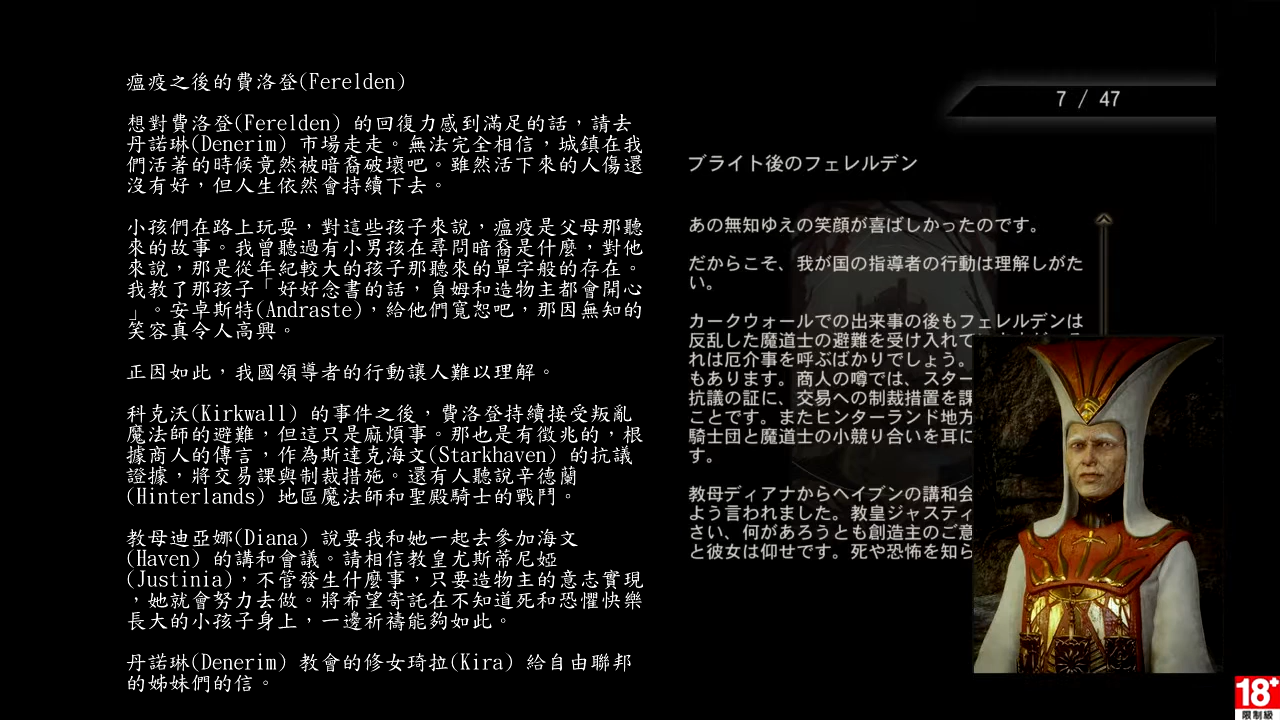 瘟疫之後的費洛登(Ferelden)
想對費洛登(Ferelden) 的回復力感到滿足的話，請去
丹諾琳(Denerim) 市場走走。無法完全相信，城鎮在我
們活著的時候竟然被暗裔破壞吧。雖然活下來的人傷還
沒有好，但人生依然會持續下去。
小孩們在路上玩耍，對這些孩子來說，瘟疫是父母那聽
來的故事。我曾聽過有小男孩在尋問暗裔是什麼，對他
來說，那是從年紀較大的孩子那聽來的單字般的存在。
我教了那孩子「好好念書的話，負姆和造物主都會開心
」。安卓斯特(Andraste)，給他們寬恕吧，那因無知的
笑容真令人高興。
正因如此，我國領導者的行動讓人難以理解。
科克沃(Kirkwall) 的事件之後，費洛登持續接受叛亂
魔法師的避難，但這只是麻煩事。那也是有徵兆的，根
據商人的傳言，作為斯達克海文(Starkhaven) 的抗議
證據，將交易課與制裁措施。還有人聽說辛德蘭
(Hinterlands) 地區魔法師和聖殿騎士的戰鬥。
教母迪亞娜(Diana) 說要我和她一起去參加海文
(Haven) 的講和會議。請相信教皇尤斯蒂尼婭
(Justinia)，不管發生什麼事，只要造物主的意志實現
，她就會努力去做。將希望寄託在不知道死和恐懼快樂
長大的小孩子身上，一邊祈禱能夠如此。
丹諾琳(Denerim) 教會的修女琦拉(Kira) 給自由聯邦
的姊妹們的信。
7 / 47
ブライト後のフェレルデン
あの無知ゆえの笑顔が喜ばしかったのです。
だからこそ、我が国の指導者の行動は理解しがた
い。
カークウォールでの出来事の後もフェレルデンは
反乱した魔道士の避難を受け入れて
れは厄介事を呼ぶばかりでしょう。
もあります。商人の噂では、スター
抗議の証に、交易への制裁措置を課
ことです。またヒンターランド地方
騎士団と魔道士の小競り合いを耳に
す。
教母ディアナからヘイブンの講和会
よう言われました。教皇ジャスティ
さい、何があろうとも創造主のご意
と彼女は仰せです。死や恐怖を知ら
18+
限制級